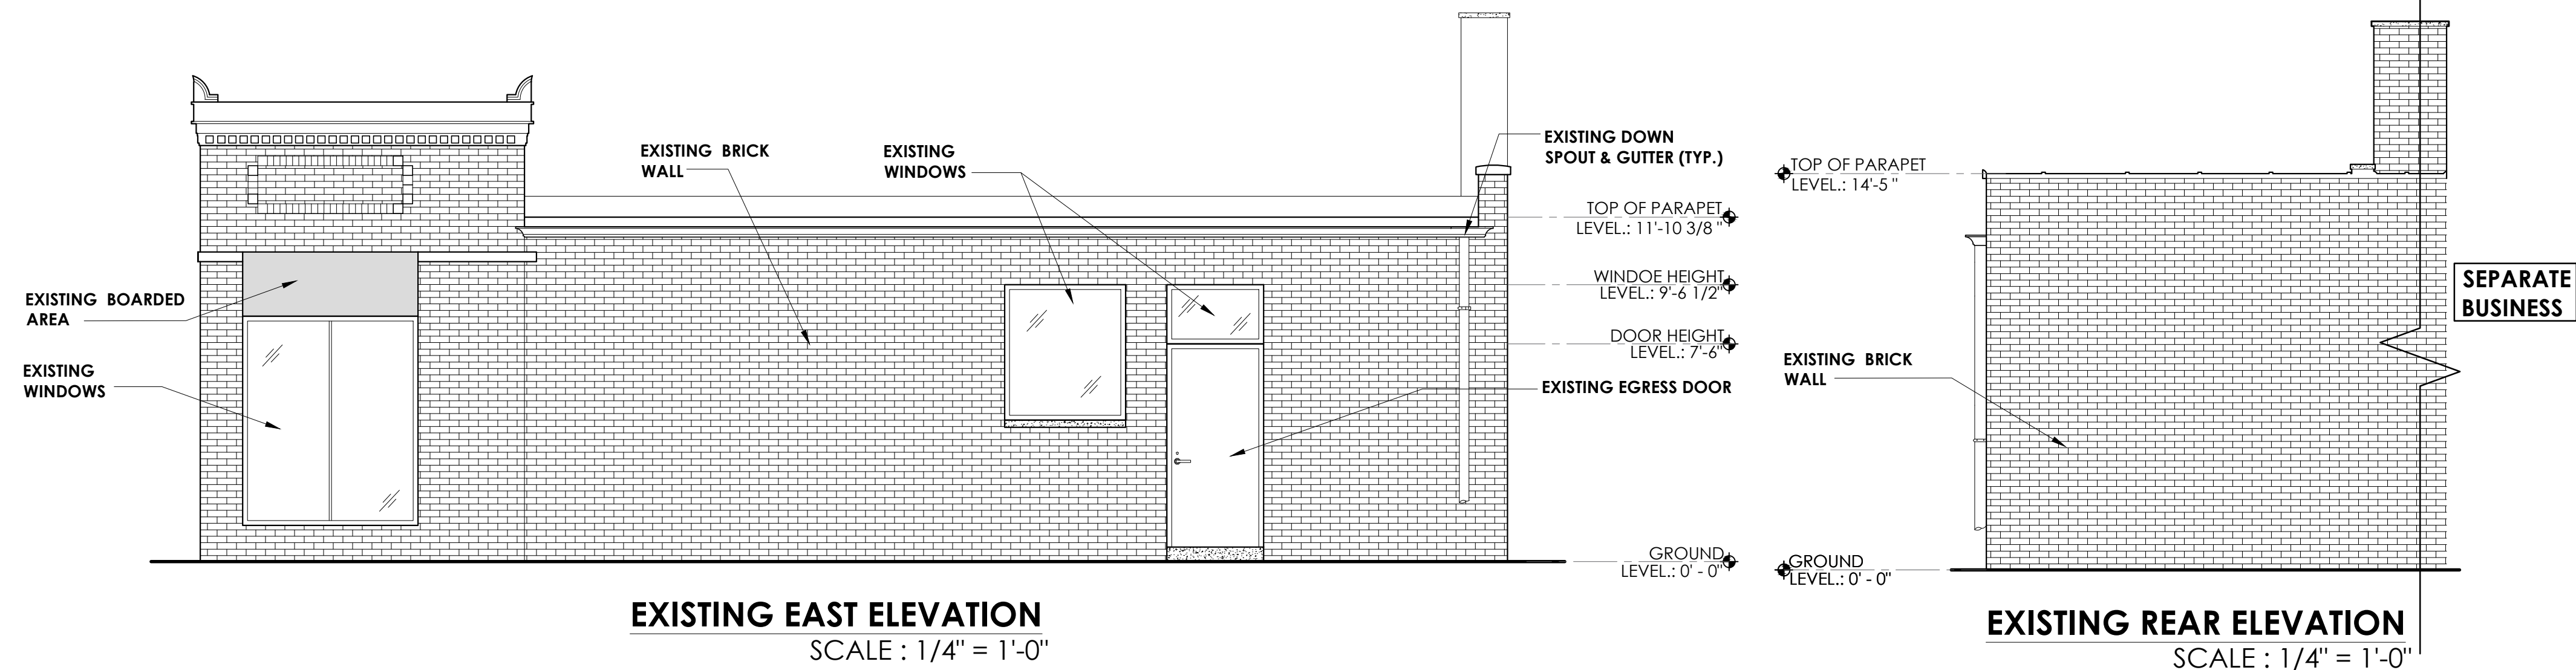 EXISTING BOARDED
AREA
EXISTING
WINDOWS
EXISTING BRICK
WALL
EXISTING
WINDOWS
EXISTING DOWN
SPOUT & GUTTER (TYP.)
TOP OF PARAPET
LEVEL.: 11'-10 3/8 "
WINDOE HEIGHT
LEVEL.: 9'-6 1/2"
DOOR HEIGHT
LEVEL.: 7'-6"
EXISTING EGRESS DOOR
GROUND
LEVEL.: 0' - 0"
EXISTING EAST ELEVATION
SCALE : 1/4" = 1'-0"
TOP OF PARAPET
LEVEL.: 14'-5 "
EXISTING BRICK
WALL
GROUND
LEVEL.: 0' - 0"
SEPARATE
BUSINESS
EXISTING REAR ELEVATION
SCALE : 1/4" = 1'-0"